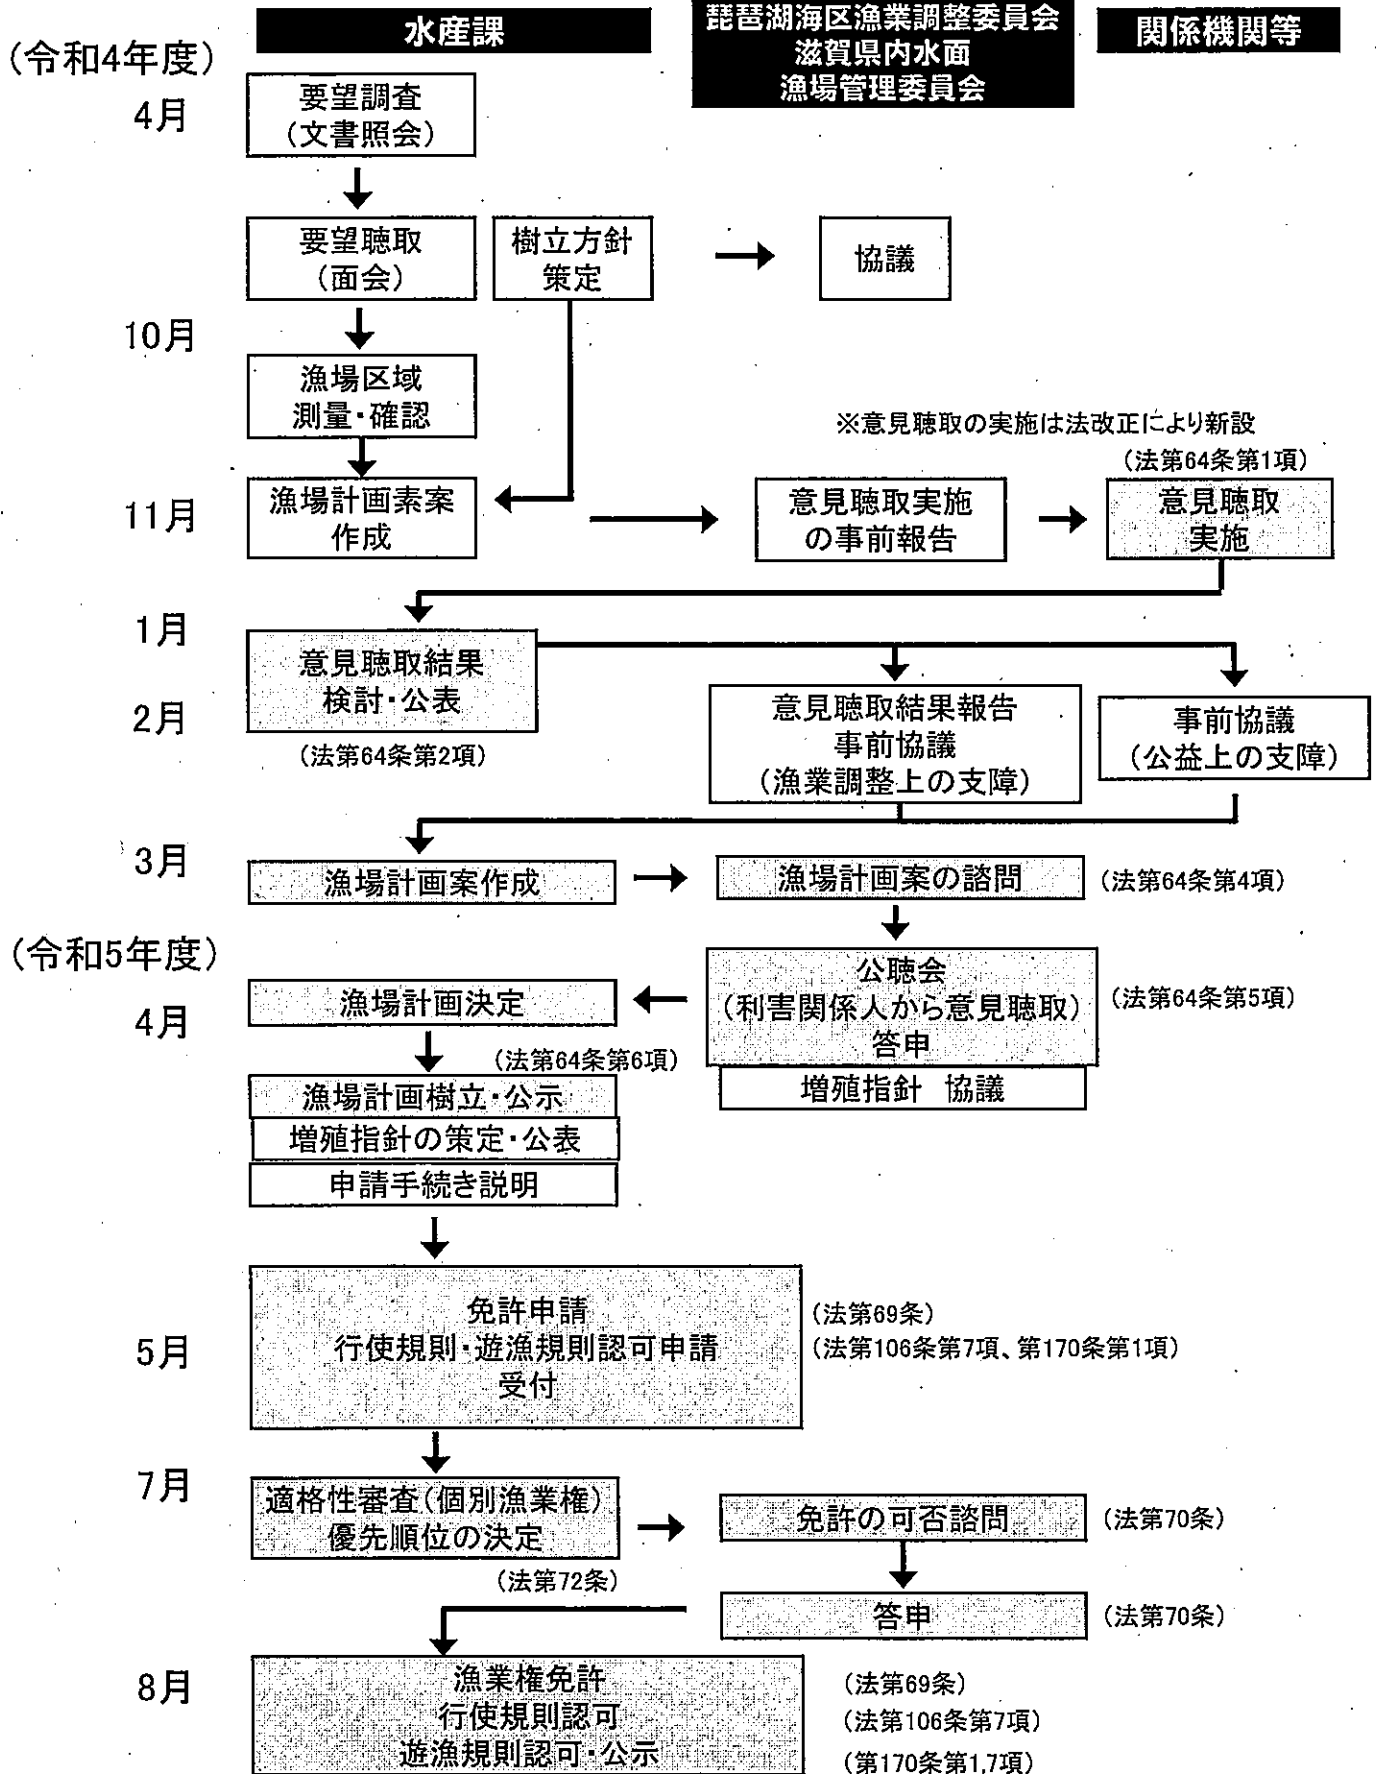 水産課
琵琶湖海区漁業調整委員会
滋賀県内水面
漁場管理委員会
関係機関等
(令和4年度)
4月
要望調査
(文書照会)
要望聴取
(面会)
樹立方針
策定
協議
10月
漁場区域
測量・確認
※意見聴取の実施は法改正により新設
(法第64条第1項)
11月
漁場計画素案
作成
意見聴取実施
の事前報告
意見聴取
実施
1月
2月
意見聴取結果
検討・公表
(法第64条第2項)
意見聴取結果報告
事前協議
(漁業調整上の支障)
事前協議
(公益上の支障)
3月
漁場計画案作成
漁場計画案の諮問
(法第64条第4項)
(令和5年度)
4月
漁場計画決定
公聴会
(利害関係人から意見聴取)
答申
(法第64条第5項)
増殖指針 協議
(法第64条第6項)
漁場計画樹立・公示
増殖指針の策定・公表
申請手続き説明
5月
免許申請
行使規則・遊漁規則認可申請
受付
(法第69条)
(法第106条第7項、第170条第1項)
7月
適格性審査(個別漁業権)
優先順位の決定
(法第72条)
免許の可否諮問
(法第70条)
答申
(法第70条)
8月
漁業権免許
行使規則認可
遊漁規則認可・公示
(法第69条)
(法第106条第7項)
(第170条第1,7項)